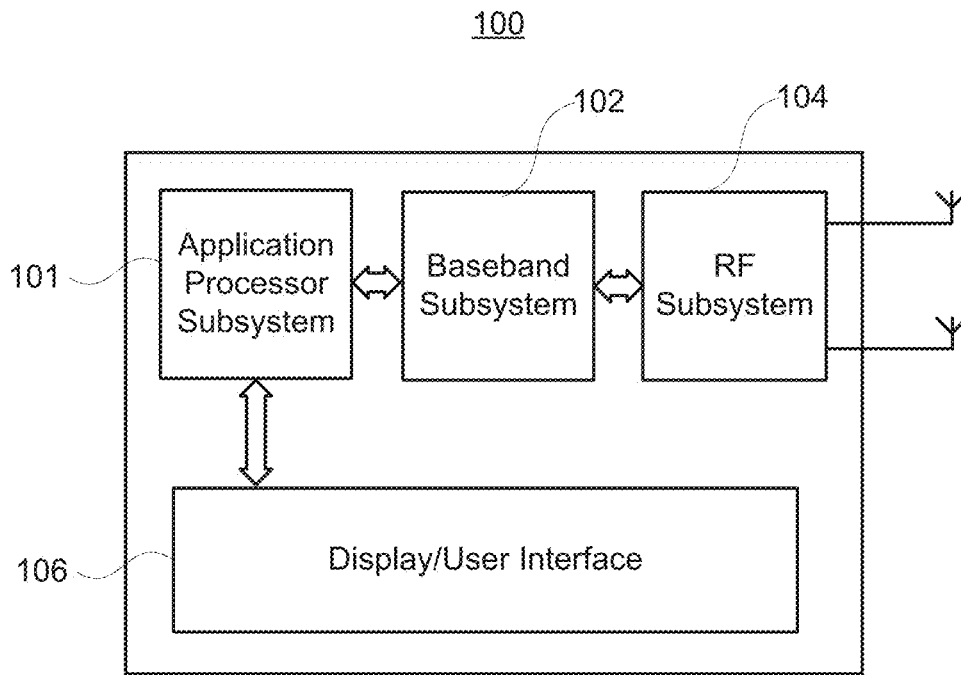 100
102
104
101
Application
Processor
Subsystem
Baseband
Subsystem
RF
Subsystem
106
Display/User Interface